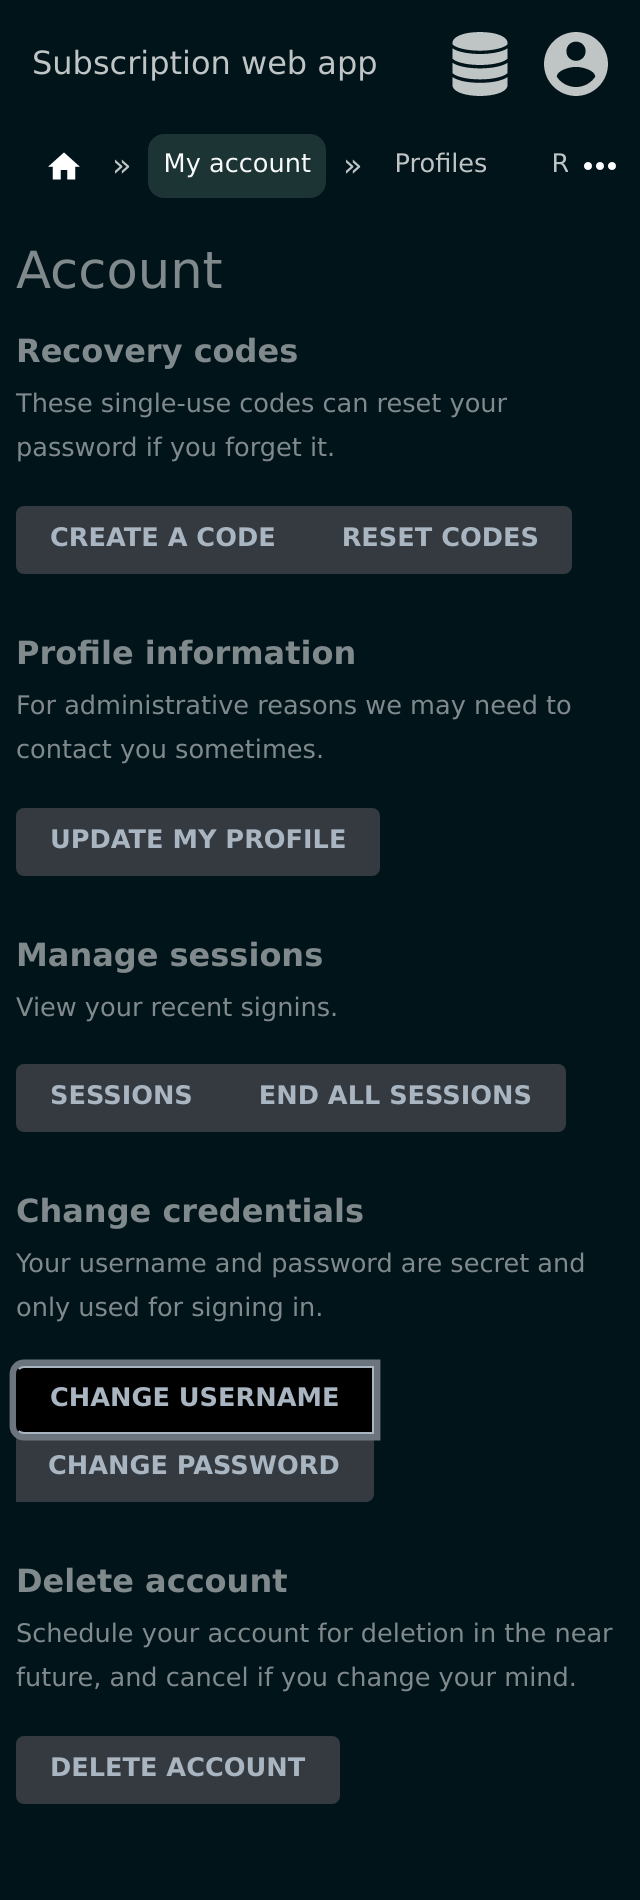 Subscription web app
» My account » Profiles R
Account
Recovery codes
These single-use codes can reset your
password if you forget it.
CREATE A CODE RESET CODES
Profile information
For administrative reasons we may need to
contact you sometimes.
UPDATE MY PROFILE
Manage sessions
View your recent signins.
SESSIONS END ALL SESSIONS
Change credentials
Your username and password are secret and
only used for signing in.
CHANGE USERNAME
CHANGE PASSWORD
Delete account
Schedule your account for deletion in the near
future, and cancel if you change your mind.
DELETE ACCOUNT